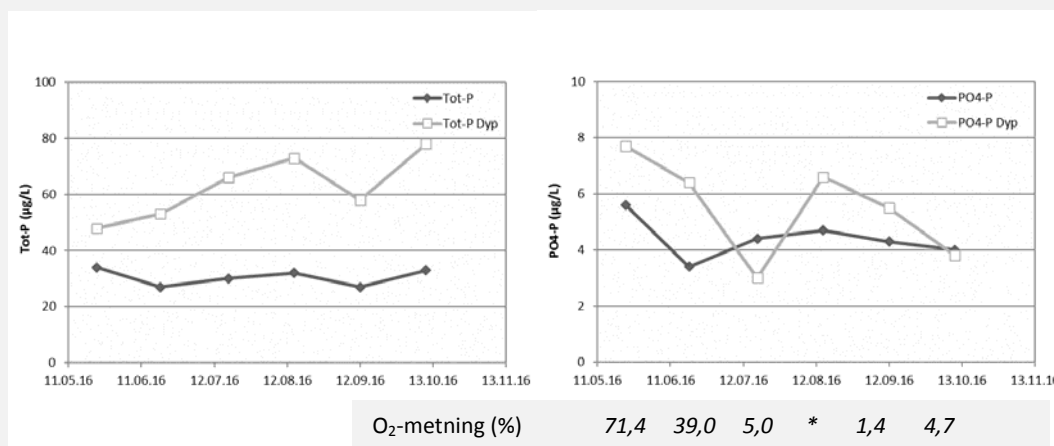 100
80
60
40
20
0
Tot-P (µg/L)
Tot-P
Tot-P Dyp
11.05.16 11.06.16 12.07.16 12.08.16 12.09.16 13.10.16 13.11.16
10
8
6
4
2
0
PO4-P (µg/L)
PO4-P
PO4-P Dyp
11.05.16 11.06.16 12.07.16 12.08.16 12.09.16 13.10.16 13.11.16
O₂-metning (%) 71,4 39,0 5,0 * 1,4 4,7